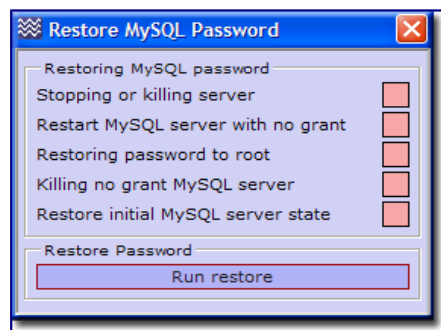 Restore MySQL Password
Restoring MySQL password
Stopping or killing server
Restart MySQL server with no grant
Restoring password to root
Killing no grant MySQL server
Restore initial MySQL server state
Restore Password
Run restore